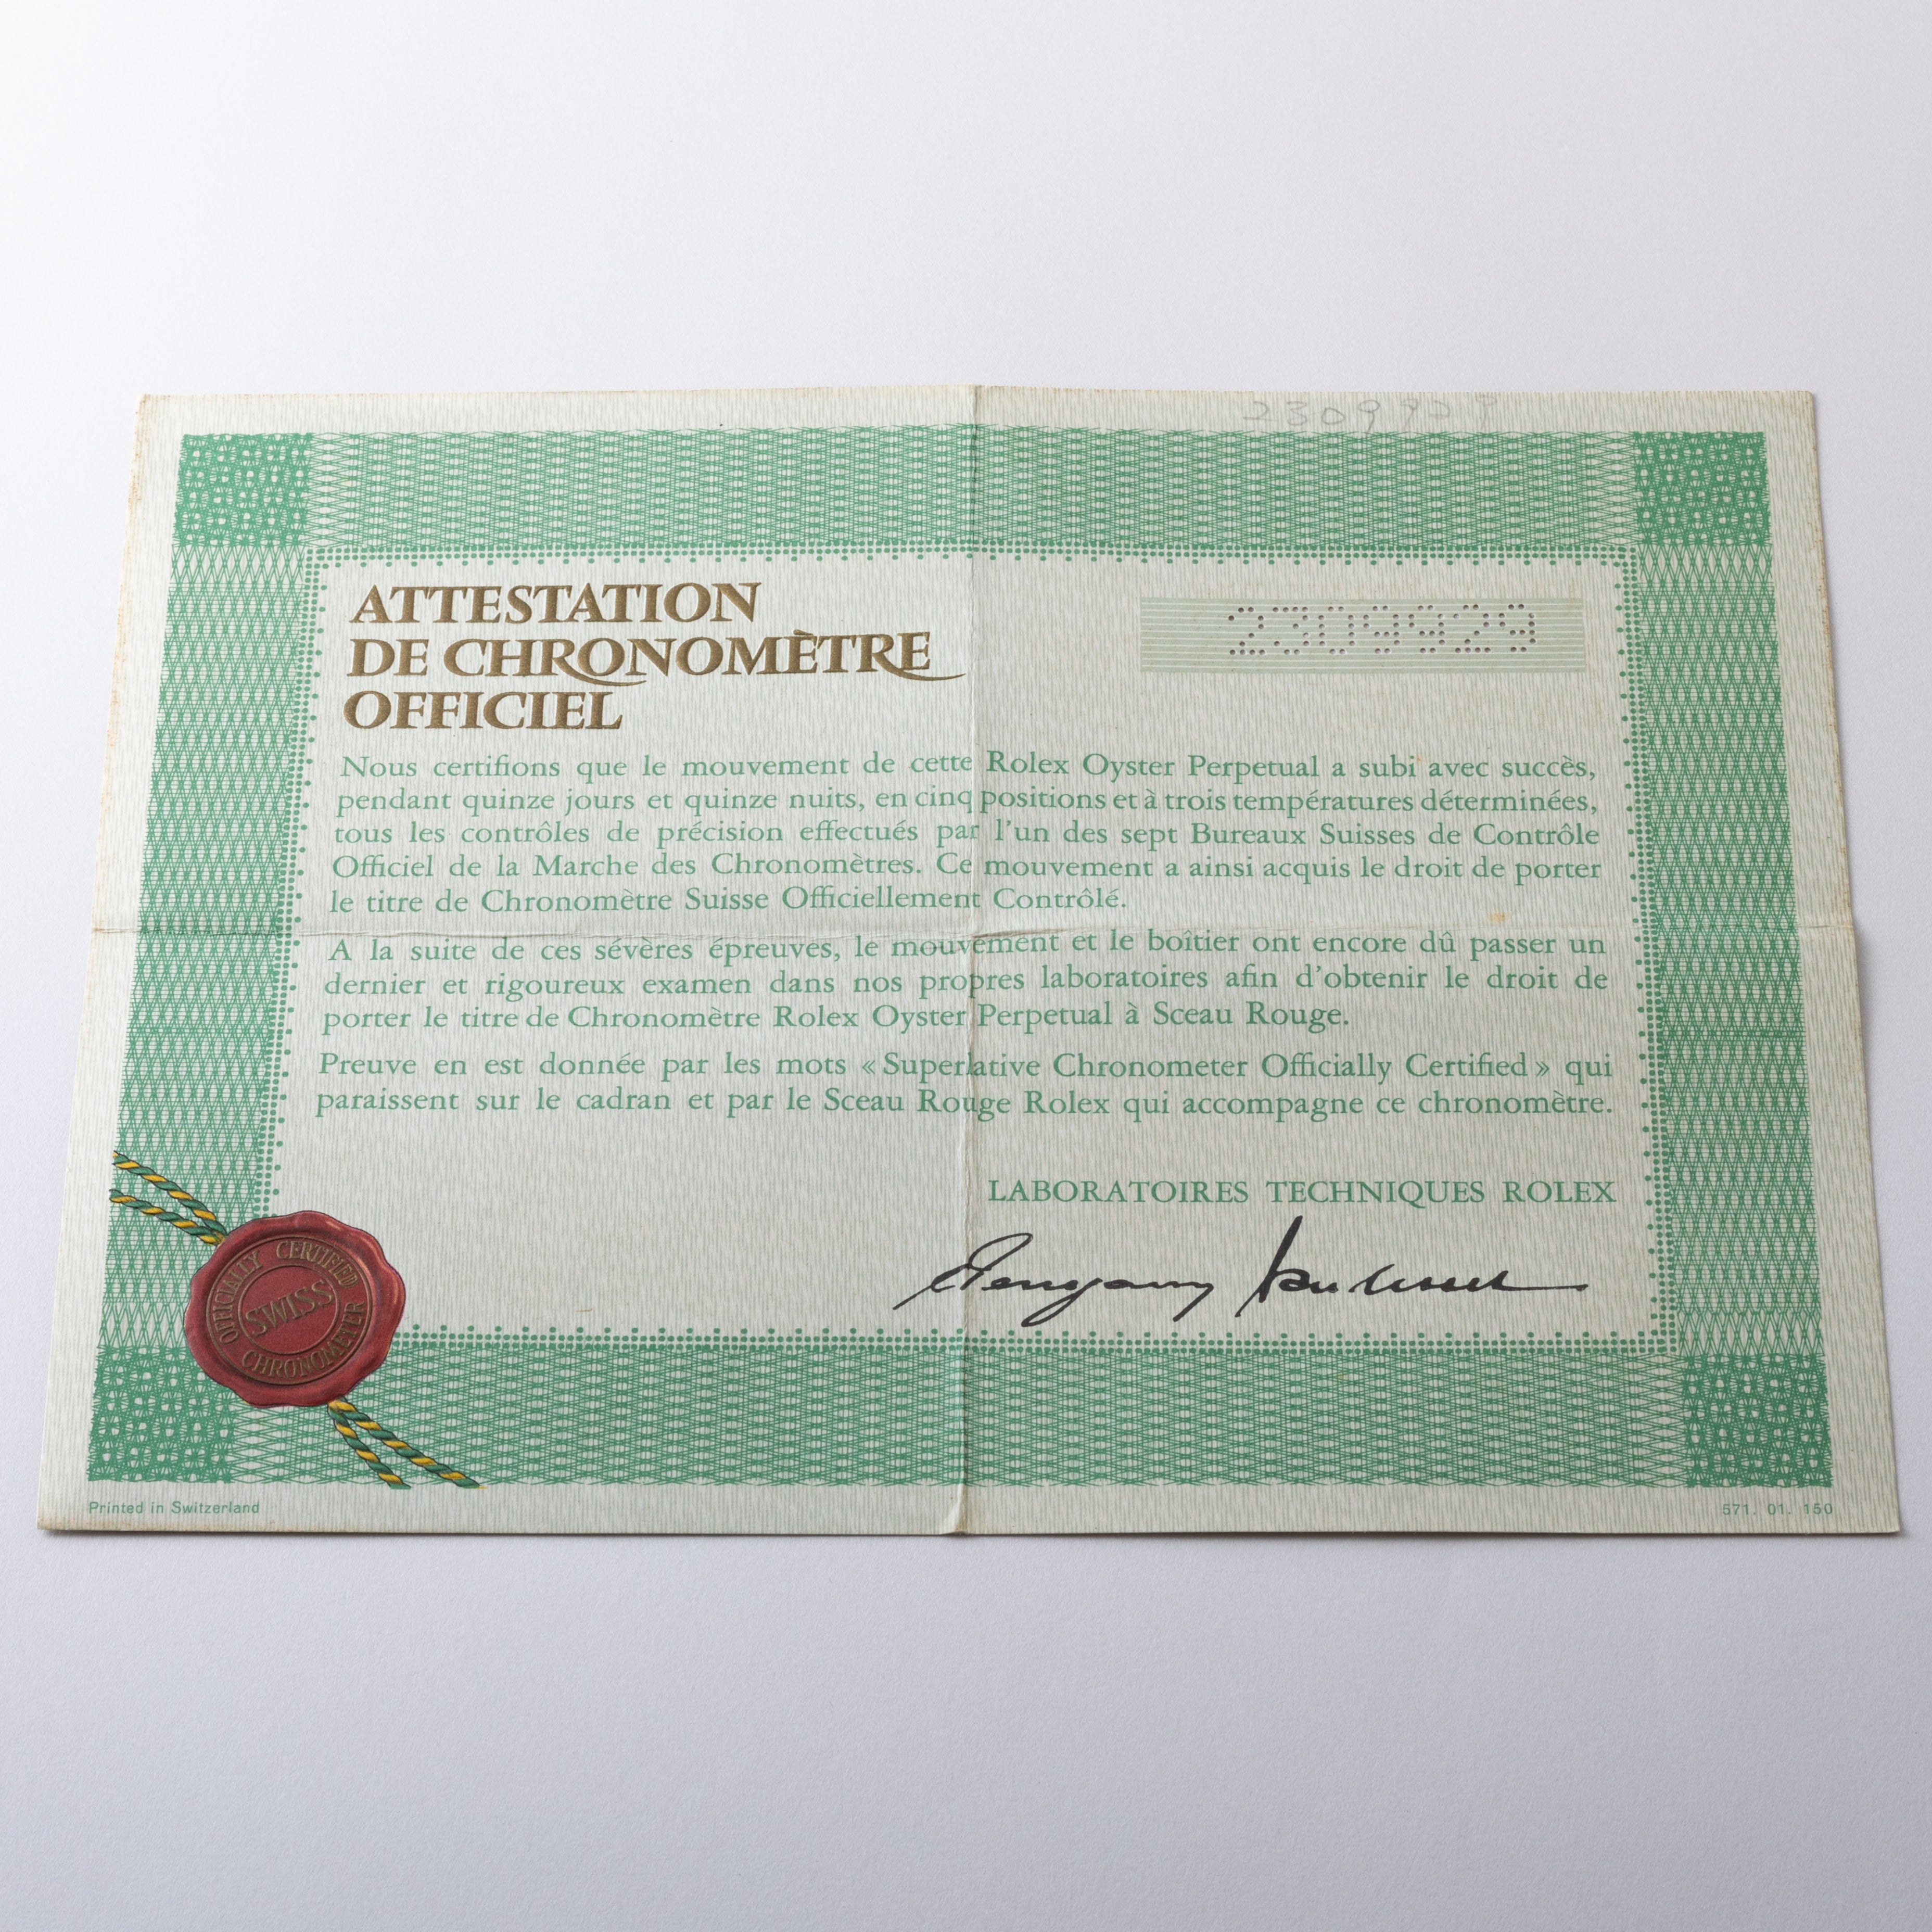 2309929
ATTESTATION
DE CHRONOMÈTRE
OFFICIEL
2309929
Nous certifions que le mouvement de cette Rolex Oyster Perpetual a subi avec succès,
pendant quinze jours et quinze nuits, en cinq positions et à trois températures déterminées,
tous les contrôles de précision effectués par l'un des sept Bureaux Suisses de Contrôle
Officiel de la Marche des Chronomètres. Ce mouvement a ainsi acquis le droit de porter
le titre de Chronomètre Suisse Officiellement Contrôlé.
A la suite de ces sévères épreuves, le mouvement et le boîtier ont encore dû passer un
dernier et rigoureux examen dans nos propres laboratoires afin d'obtenir le droit de
porter le titre de Chronomètre Rolex Oyster Perpetual à Sceau Rouge.
Preuve en est donnée par les mots « Superlative Chronometer Officially Certified » qui
paraissent sur le cadran et par le Sceau Rouge Rolex qui accompagne ce chronomètre.
LABORATOIRES TECHNIQUES ROLEX
OFFICIALLY CERTIFIED
SWISS
CHRONOMETER
Printed in Switzerland
571. 01. 150